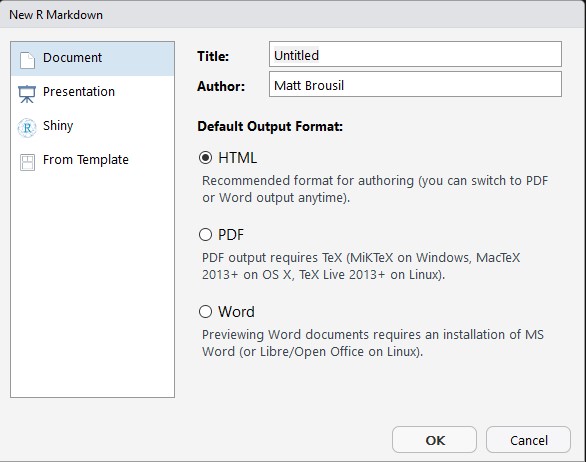 New R Markdown
Document
Presentation
Shiny
From Template
Title: Untitled
Author: Matt Brousil
Default Output Format:
HTML
Recommended format for authoring (you can switch to PDF
or Word output anytime).
PDF
PDF output requires TeX (MiKTeX on Windows, MacTeX
2013+ on OS X, TeX Live 2013+ on Linux).
Word
Previewing Word documents requires an installation of MS
Word (or Libre/Open Office on Linux).
OK Cancel